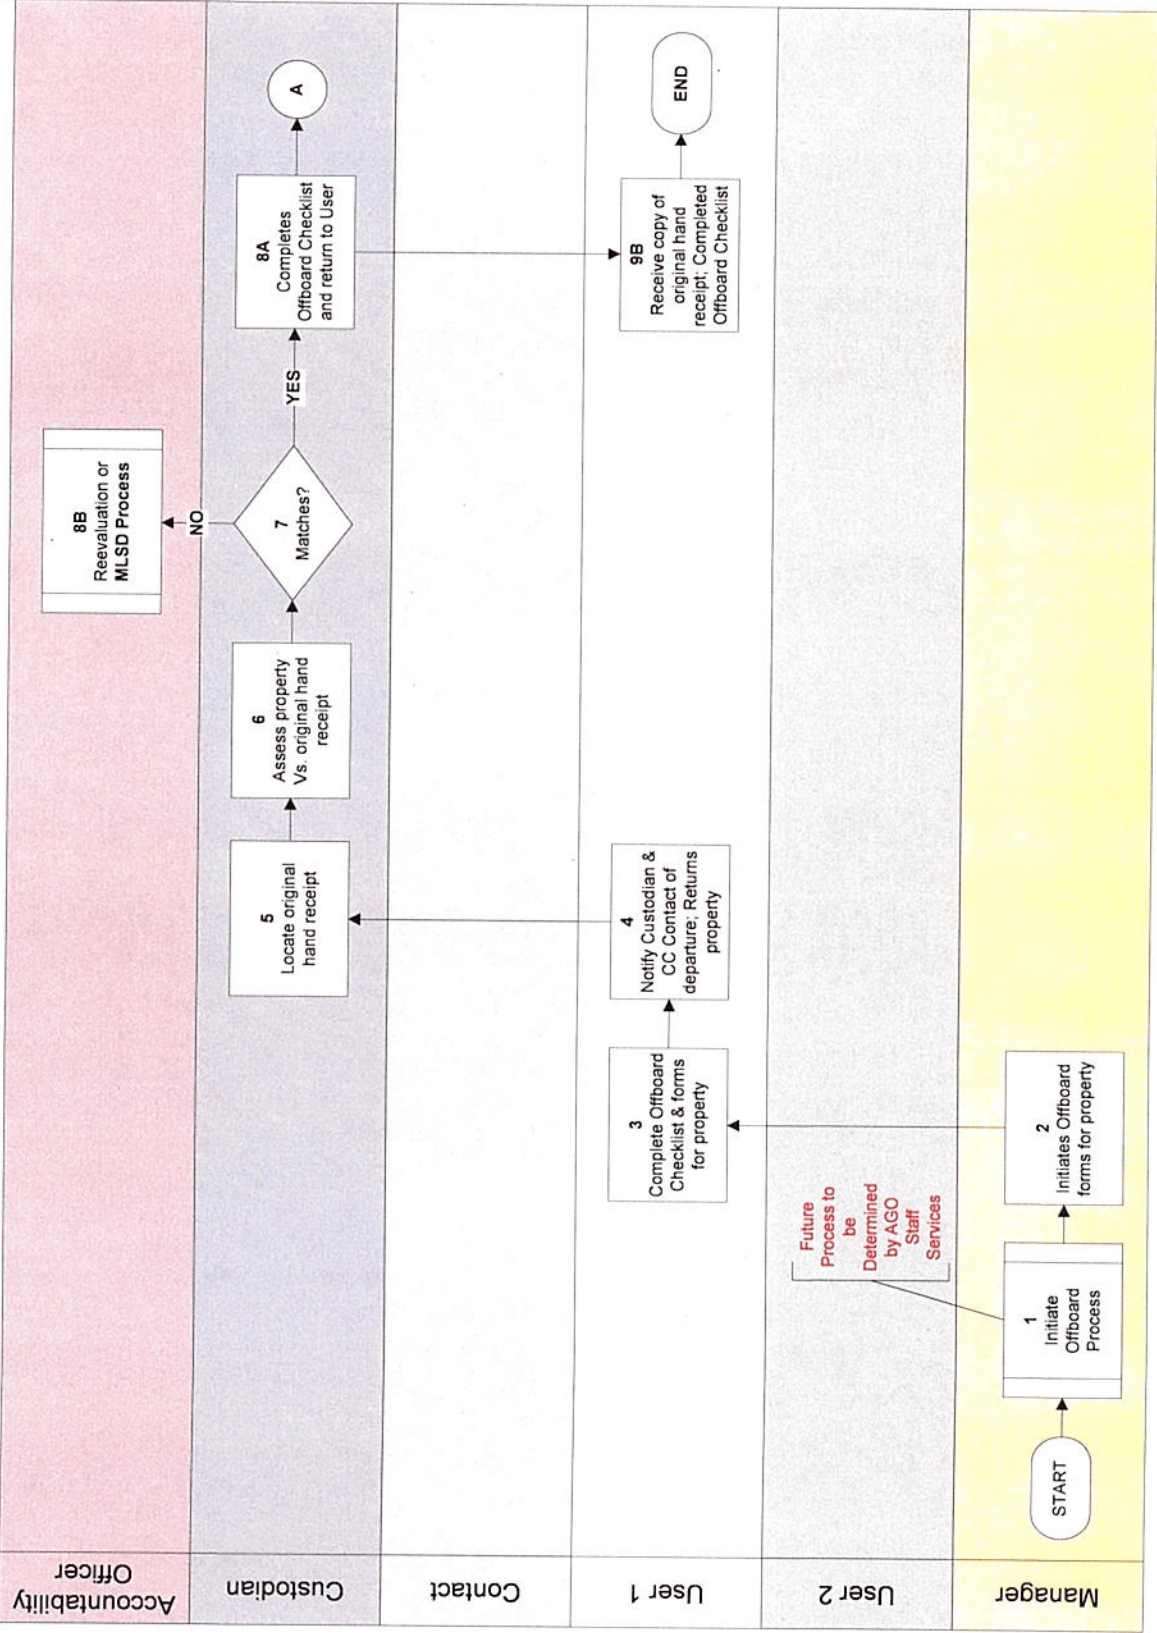 Accountability
Officer
Custodian
Contact
User 1
User 2
Manager
START
1
Initiate
Offboard
Process
Future
Process to
be
Determined
by AGO
Staff
Services
2
Initiates Offboard
forms for property
3
Complete Offboard
Checklist & forms
for property
4
Notify Custodian &
CC Contact of
departure; Returns
property
5
Locate original
hand receipt
6
Assess property
Vs. original hand
receipt
7
Matches?
NO
8B
Reevaluation or
MLSD Process
YES
8A
Completes
Offboard Checklist
and return to User
A
9B
Receive copy of
original hand
receipt; Completed
Offboard Checklist
END